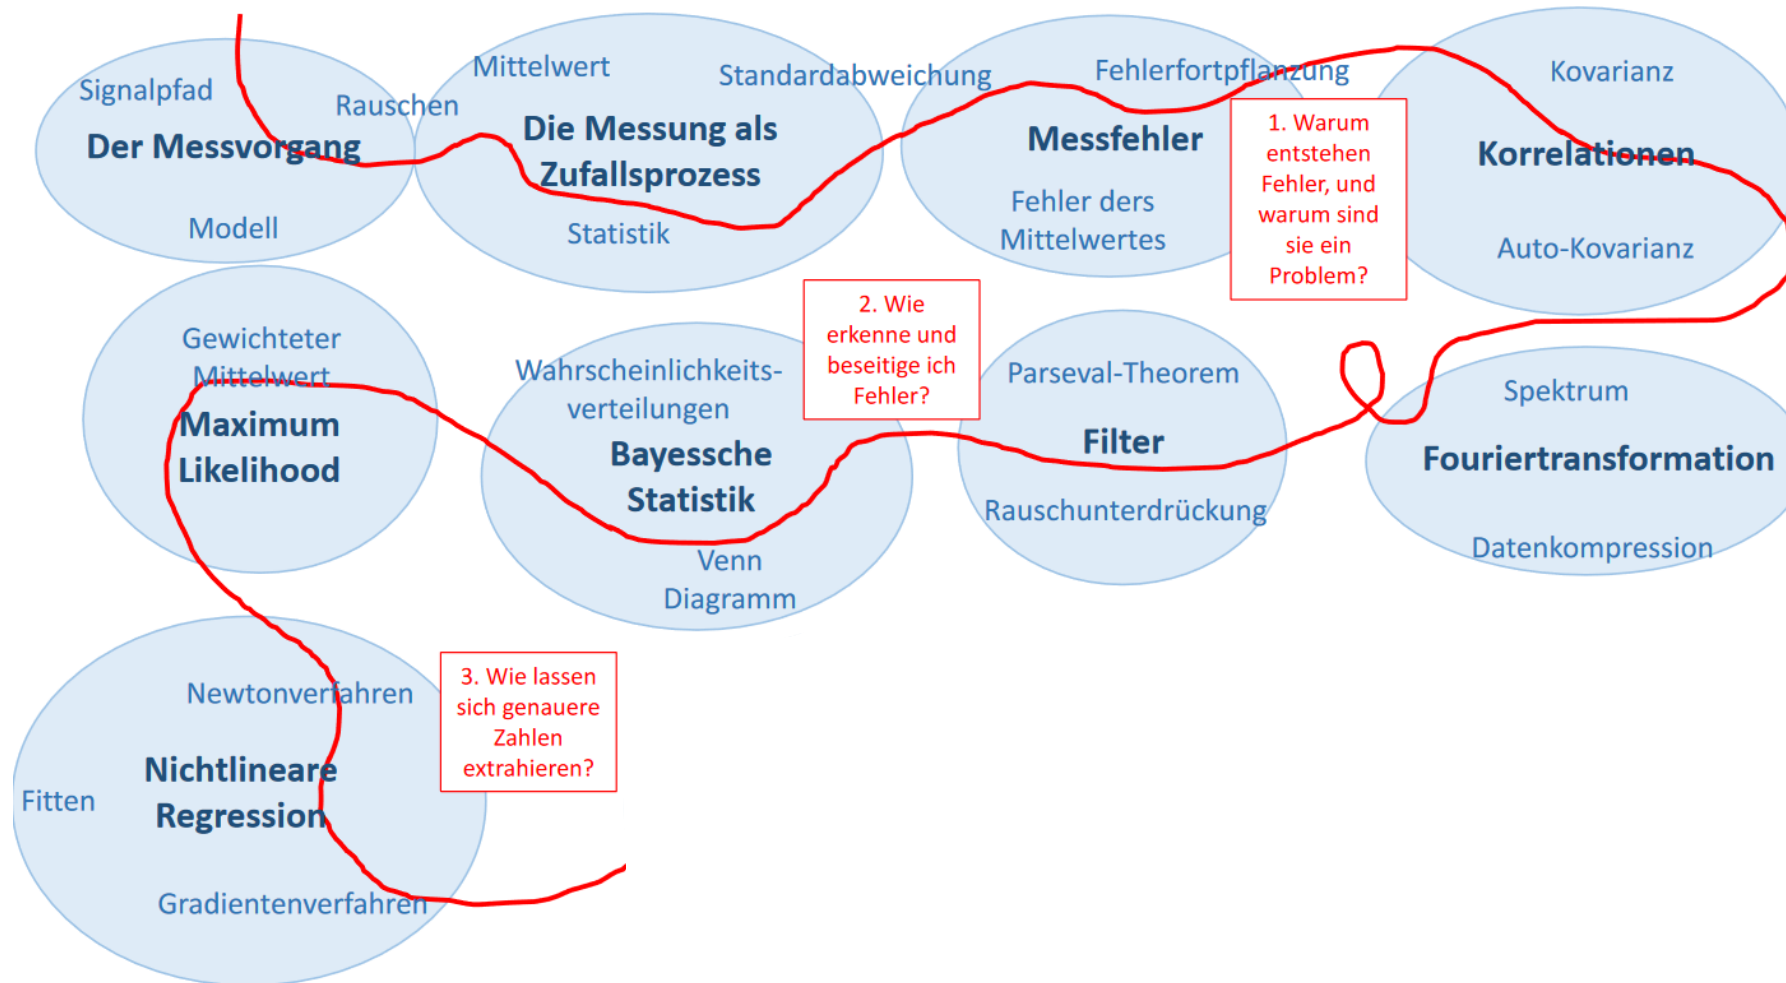 Signalpfad
Rauschen
Der Messvorgang
Modell
Mittelwert
Standardabweichung
Die Messung als
Zufallsprozess
Statistik
Fehlerfortpflanzung
Messfehler
Fehler ders
Mittelwertes
1. Warum
entstehen
Fehler, und
warum sind
sie ein
Problem?
Kovarianz
Korrelationen
Auto-Kovarianz
Gewichteter
Mittelwert
Maximum
Likelihood
Wahrscheinlichkeits-
verteilungen
Bayessche
Statistik
Venn
Diagramm
2. Wie
erkenne und
beseitige ich
Fehler?
Parseval-Theorem
Filter
Rauschunterdrückung
Spektrum
Fouriertransformation
Datenkompression
Newtonverfahren
Nichtlineare
Regression
Fitten
Gradientenverfahren
3. Wie lassen
sich genauere
Zahlen
extrahieren?